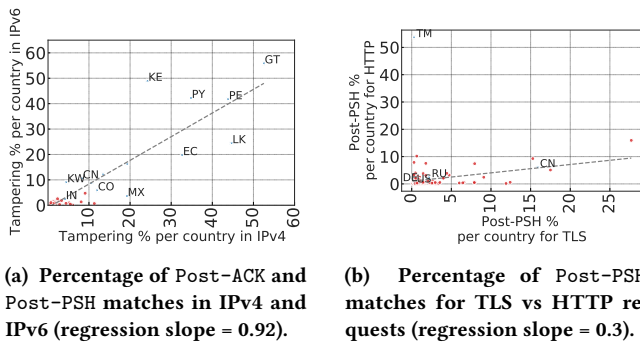 Tampering % per country in IPv6
60
50
40
30
20
10
0
GT
KE
PY
PE
LK
EC
KW
CN
CO
IN
MX
10
20
30
40
50
60
Tampering % per country in IPv4
(a) Percentage of Post-ACK and
Post-PSH matches in IPv4 and
IPv6 (regression slope = 0.92).
Post-PSH %
per country for HTTP
60
50
40
30
20
10
0
TM
CN
RU
US
0
5
10
15
20
25
Post-PSH %
per country for TLS
(b) Percentage of Post-PSH
matches for TLS vs HTTP re
quests (regression slope = 0.3).